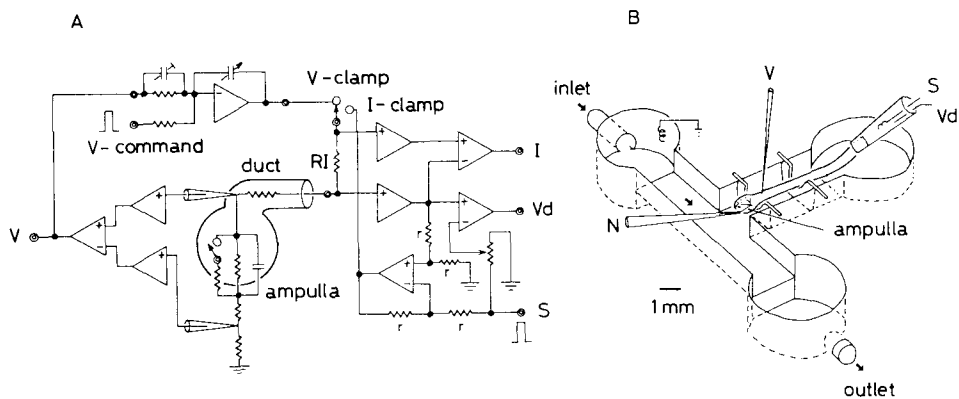 A
V-clamp
I-clamp
V-command
RI
duct
I
Vd
V
r
r
ampulla
r
r
S
B
V
S
Vd
inlet
N
ampulla
1mm
outlet